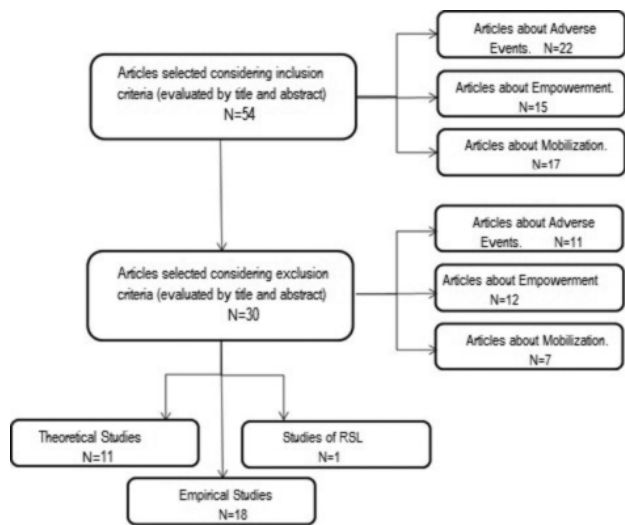 Articles about Adverse
Events. N=22
Articles selected considering inclusion
criteria (evaluated by title and abstract)
N=54
Articles about Empowerment.
N=15
Articles about Mobilization.
N=17
Articles about Adverse
Events. N=11
Articles selected considering exclusion
criteria (evaluated by title and abstract)
N=30
Articles about Empowerment
N=12
Articles about Mobilization.
N=7
Theoretical Studies
N=11
Studies of RSL
N=1
Empirical Studies
N=18